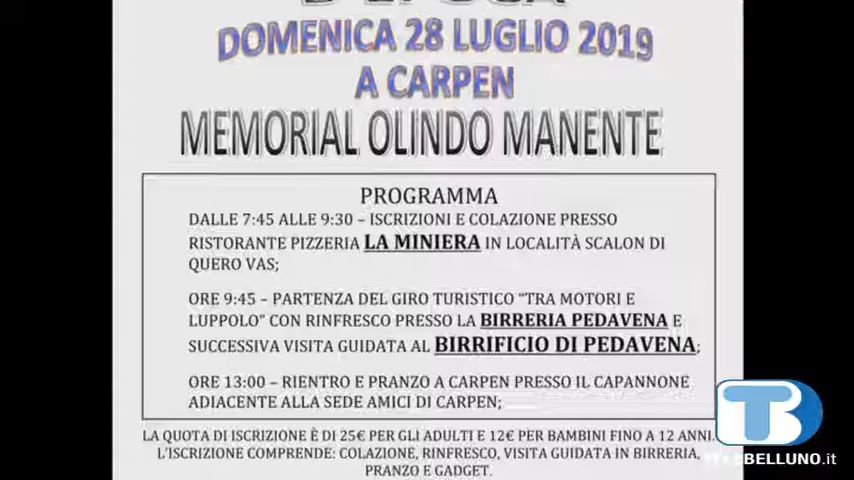 DOMENICA 28 LUGLIO 2019
A CARPEN
MEMORIAL OLINDO MANENTE
PROGRAMMA
DALLE 7:45 ALLE 9:30 – ISCRIZIONI E COLAZIONE PRESSO
RISTORANTE PIZZERIA LA MINIERA IN LOCALITÀ SCALON DI
QUERO VAS;
ORE 9:45 – PARTENZA DEL GIRO TURISTICO "TRA MOTORI E
LUPPOLO" CON RINFRESCO PRESSO LA BIRRERIA PEDAVENA E
SUCCESSIVA VISITA GUIDATA AL BIRRIFICIO DI PEDAVENA;
ORE 13:00 – RIENTRO E PRANZO A CARPEN PRESSO IL CAPANNONE
ADIACENTE ALLA SEDE AMICI DI CARPEN;
LA QUOTA DI ISCRIZIONE È DI 25€ PER GLI ADULTI E 12€ PER BAMBINI FINO A 12 ANNI.
L'ISCRIZIONE COMPRENDE: COLAZIONE, RINFRESCO, VISITA GUIDATA IN BIRRERIA,
PRANZO E GADGET.
TB
BELLUNO.it